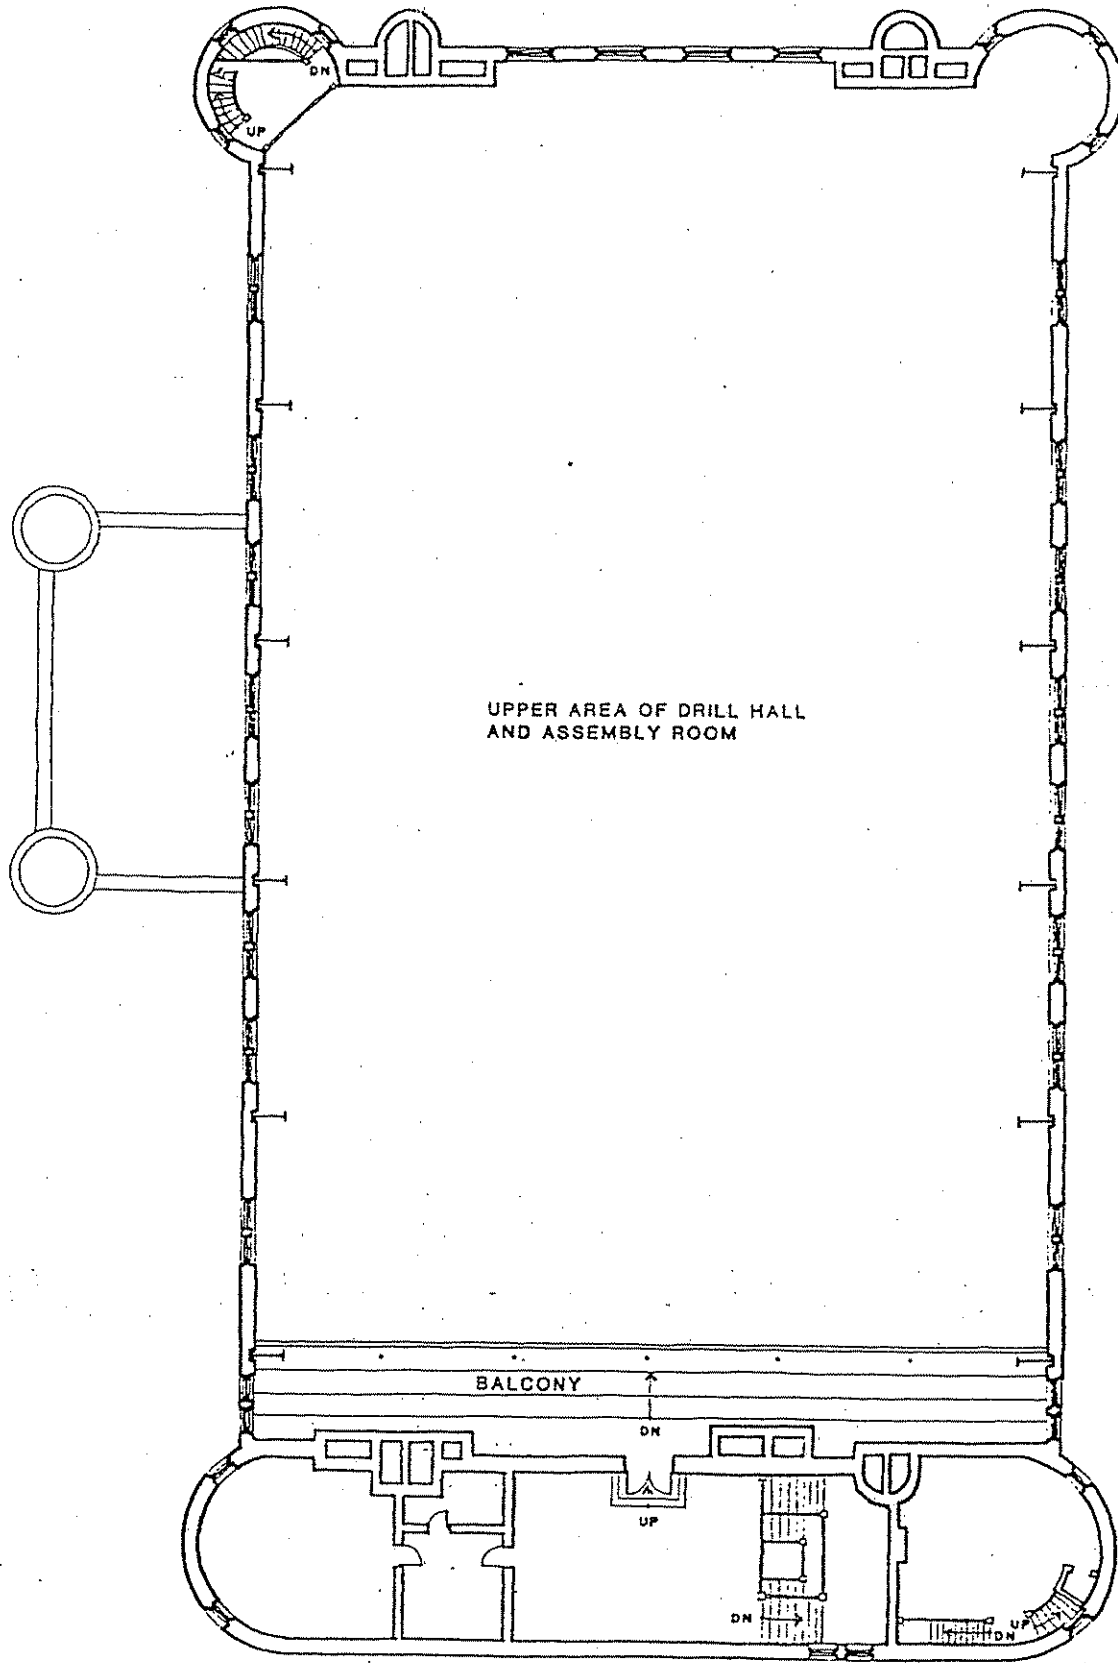 DN
UP
UPPER AREA OF DRILL HALL
AND ASSEMBLY ROOM
BALCONY
DN
UP
DN
UP
DN